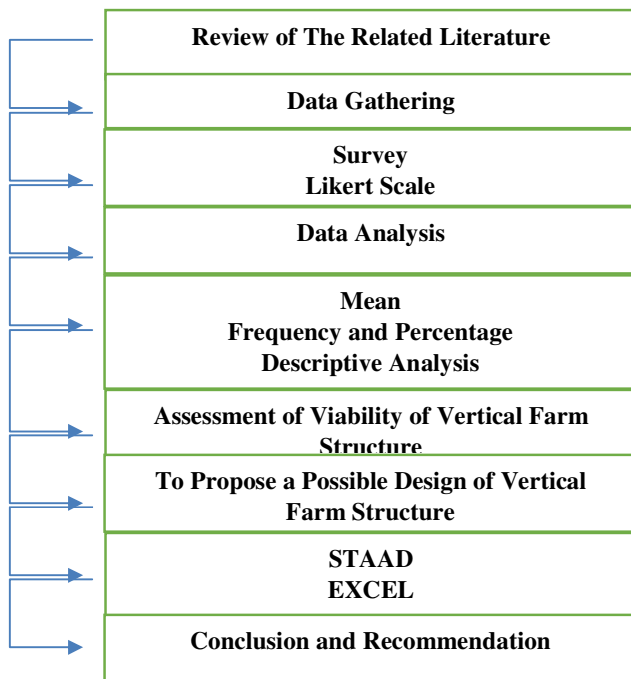 Review of The Related Literature
Data Gathering
Survey
Likert Scale
Data Analysis
Mean
Frequency and Percentage
Descriptive Analysis
Assessment of Viability of Vertical Farm
Structure
To Propose a Possible Design of Vertical
Farm Structure
STAAD
EXCEL
Conclusion and Recommendation